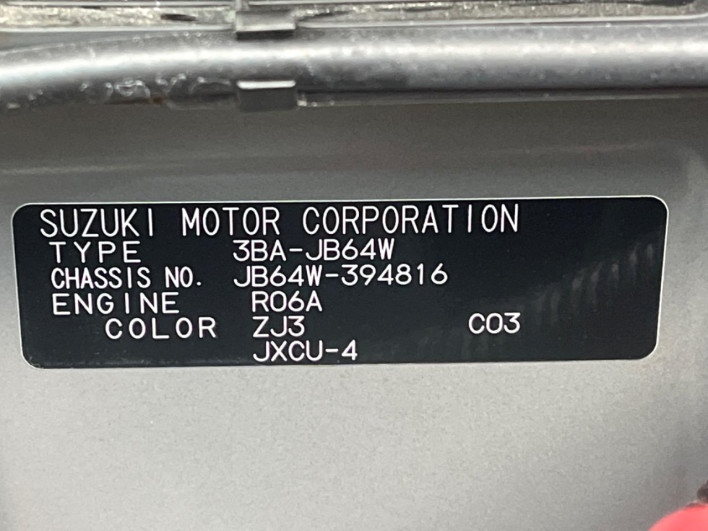 SUZUKI MOTOR CORPORATION
TYPE 3BA-JB64W
CHASSIS NO. JB64W-394816
ENGINE R06A
COLOR ZJ3 C03
JXCU-4